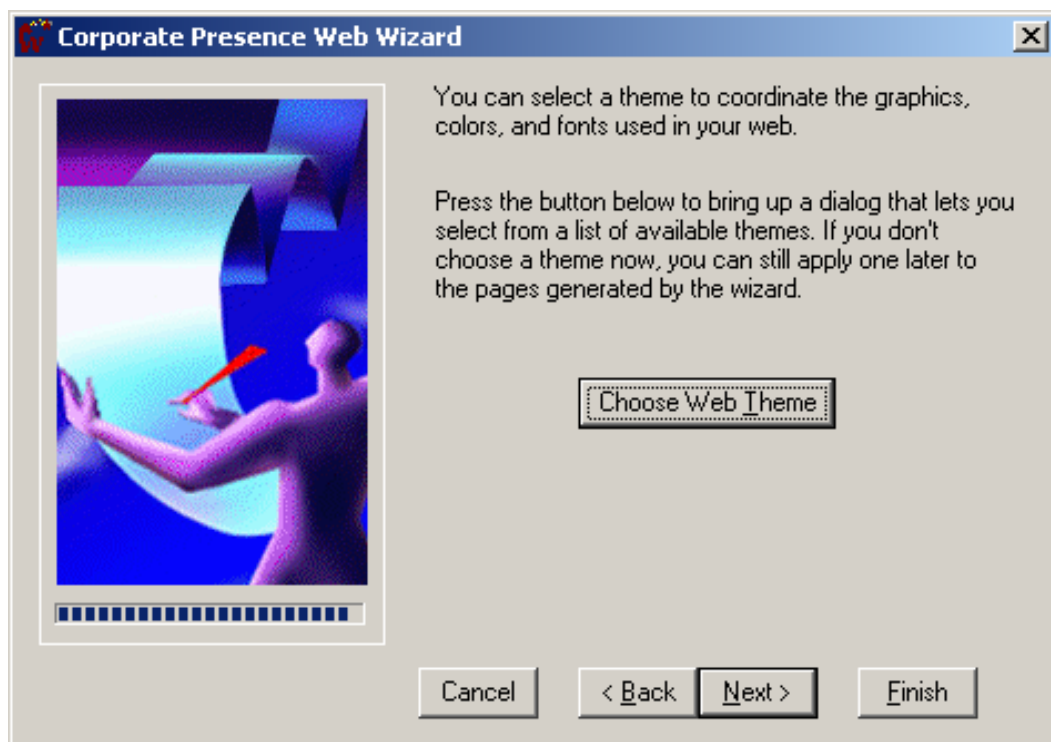 Corporate Presence Web Wizard
You can select a theme to coordinate the graphics,
colors, and fonts used in your web.
Press the button below to bring up a dialog that lets you
select from a list of available themes. If you don't
choose a theme now, you can still apply one later to
the pages generated by the wizard.
Choose Web Theme
Cancel
< Back
Next >
Finish